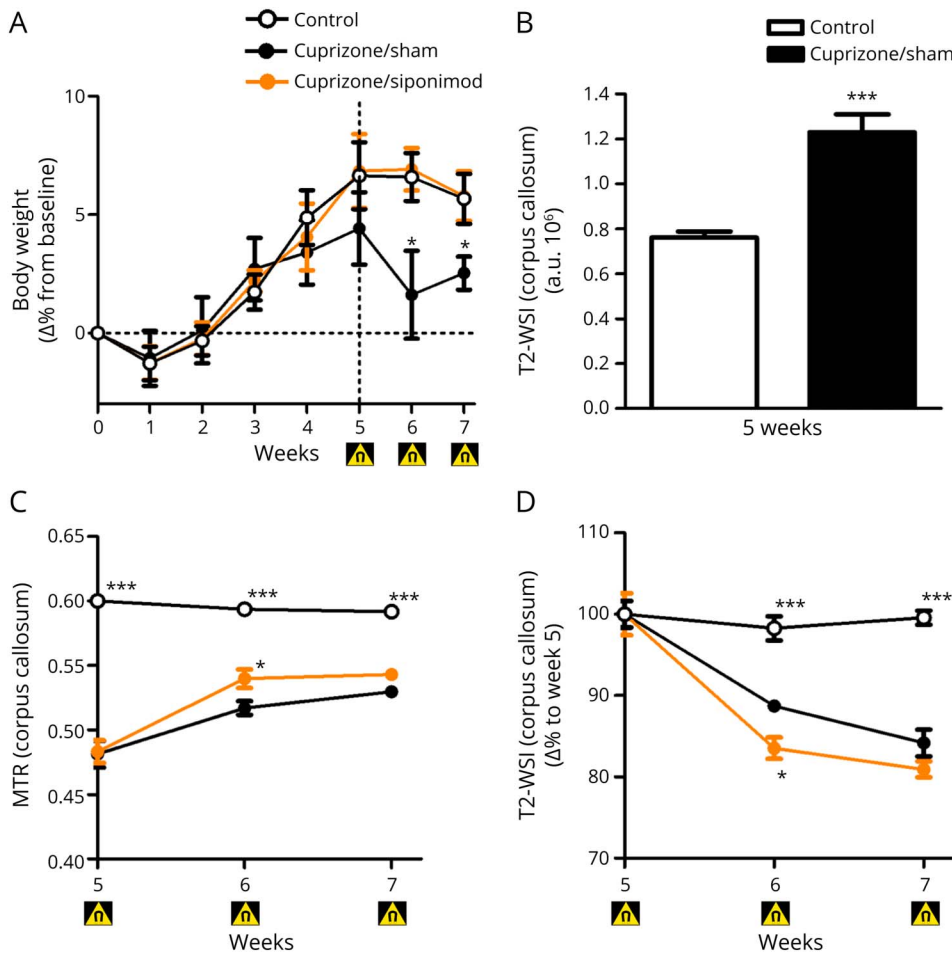 A
Control
Cuprizone/sham
Cuprizone/siponimod
Body weight
(Δ% from baseline)
10
5
0
*
*
0 1 2 3 4 5 6 7
Weeks
B
Control
Cuprizone/sham
T2-WSI (corpus callosum)
(a.u. 10⁶)
1.4
1.2
1.0
0.8
0.6
0.4
0.2
0.0
***
5 weeks
C
MTR (corpus callosum)
0.65
0.60
0.55
0.50
0.45
0.40
***
***
***
*
5 6 7
Weeks
D
T2-WSI (corpus callosum)
(Δ% to week 5)
110
100
90
80
70
***
***
*
5 6 7
Weeks